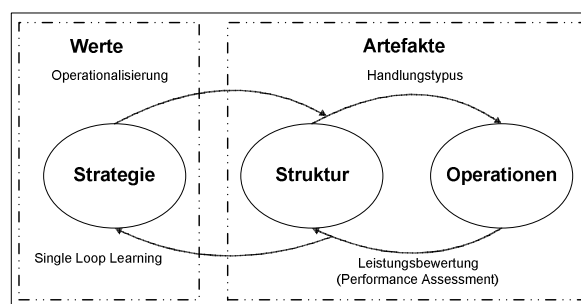 Werte
Operationalisierung
Strategie
Single Loop Learning
Artefakte
Handlungstypus
Struktur
Operationen
Leistungsbewertung
(Performance Assessment)